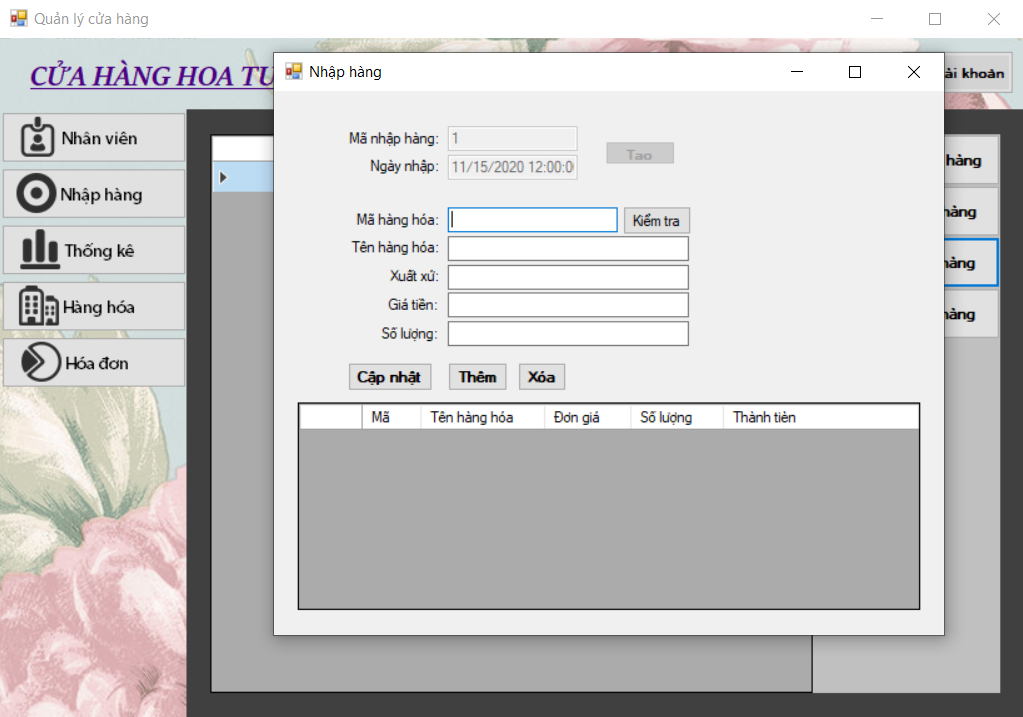 Quản lý cửa hàng
CỬA HÀNG HOA
ài khoản
Nhân viên
Nhập hàng
Thống kê
Hàng hóa
Hóa đơn
hàng
hàng
hàng
hàng
Nhập hàng
Mã nhập hàng: 1
Tao
Ngày nhập: 11/15/2020 12:00:0
Mã hàng hóa: Kiểm tra
Tên hàng hóa:
Xuất xứ:
Giá tiền:
Số lượng:
Cập nhật Thêm Xóa
Mã Tên hàng hóa Đơn giá Số lượng Thành tiền